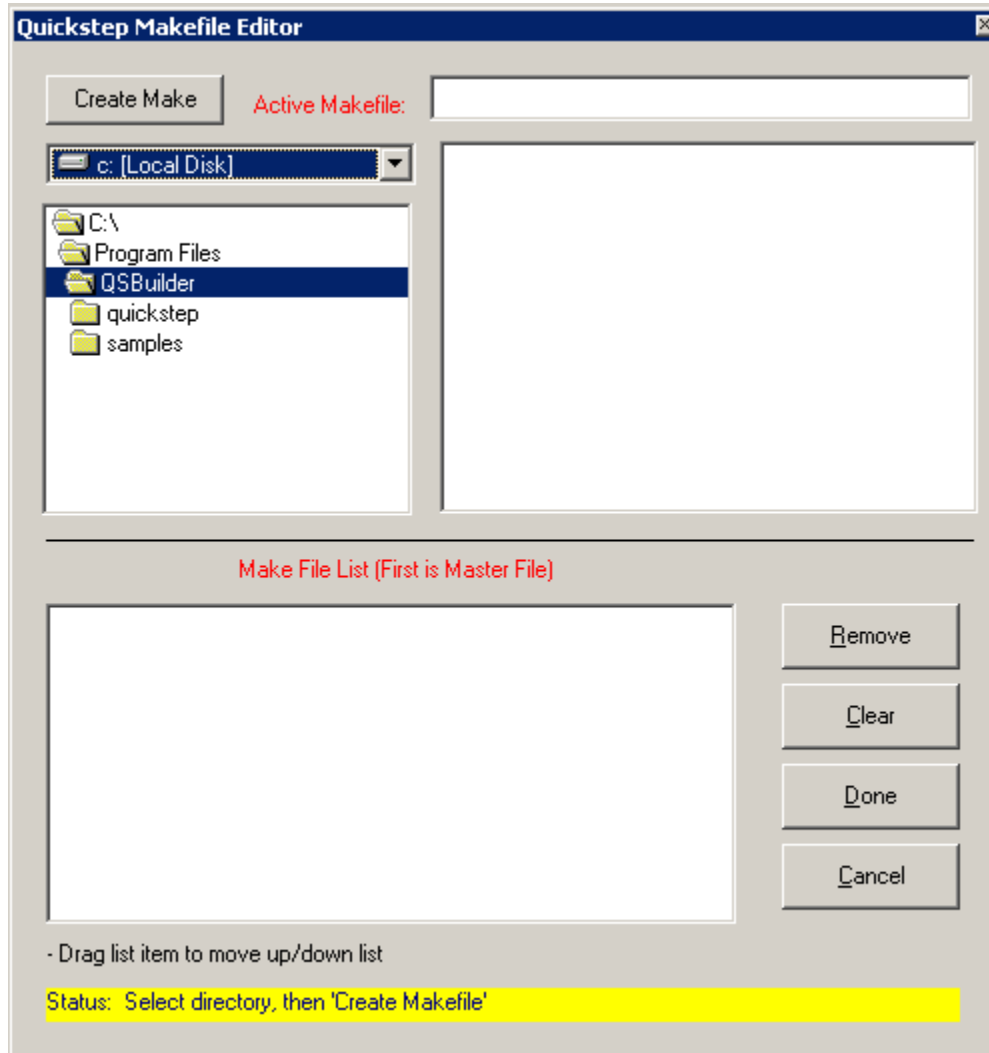 Quickstep Makefile Editor
Create Make
Active Makefile:
c: [Local Disk]
C:\
Program Files
QSBuilder
quickstep
samples
Make File List (First is Master File)
Remove
Clear
Done
Cancel
- Drag list item to move up/down list
Status:  Select directory, then 'Create Makefile'